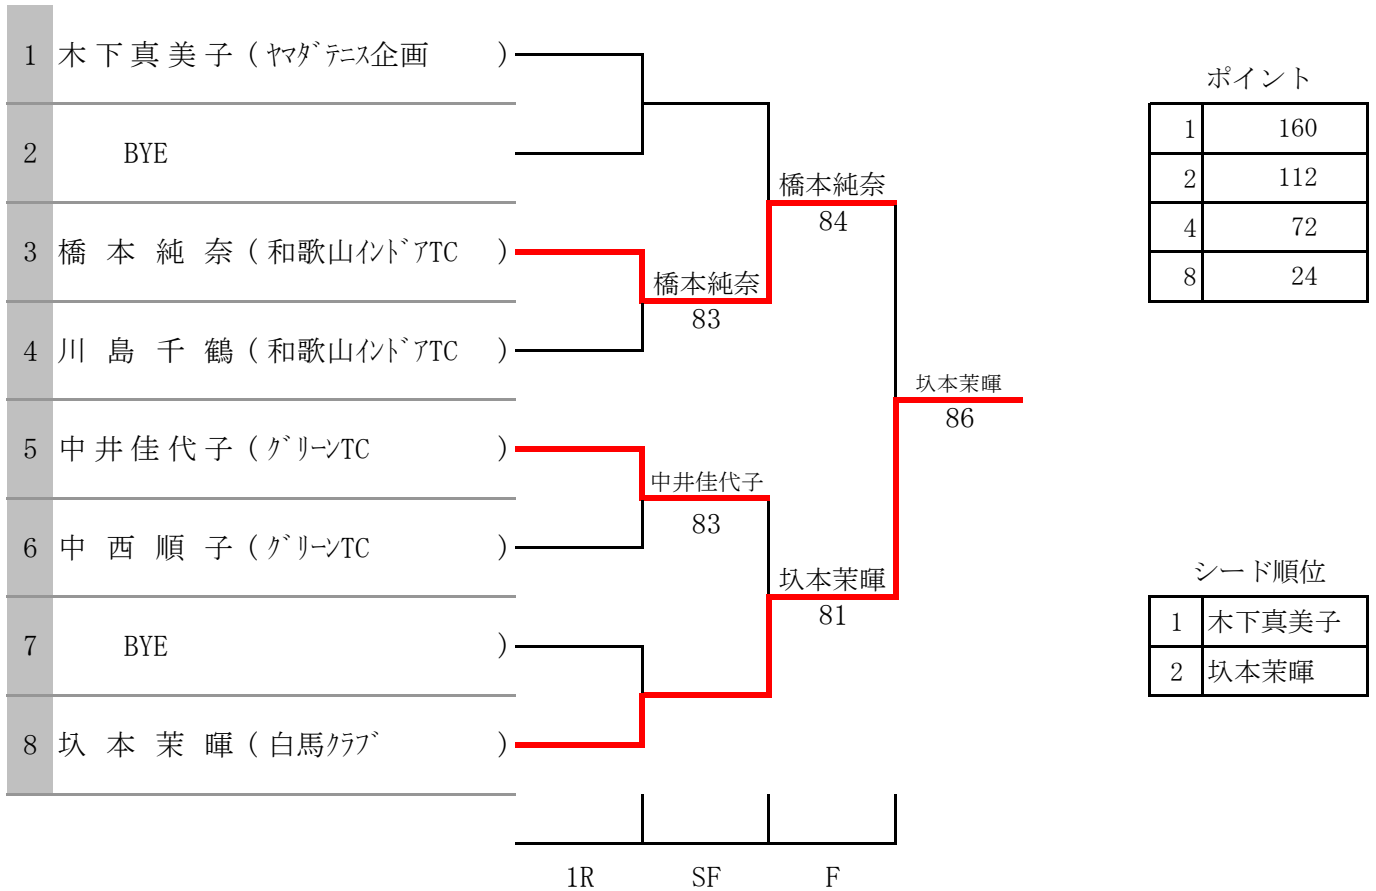 1 木下真美子 ( ﾔﾏﾀﾞﾃﾆｽ企画 )
2 BYE
3 橋本純奈 ( 和歌山ｲﾝﾄﾞｱTC )
4 川島千鶴 ( 和歌山ｲﾝﾄﾞｱTC )
5 中井佳代子 ( ｸﾞﾘｰﾝTC )
6 中西順子 ( ｸﾞﾘｰﾝTC )
7 BYE )
8 圦本茉暉 ( 白馬ｸﾗﾌﾞ )
橋本純奈
83
中井佳代子
83
橋本純奈
84
圦本茉暉
81
圦本茉暉
86
1R SF F
ポイント
1 160
2 112
4 72
8 24
シード順位
1 木下真美子
2 圦本茉暉